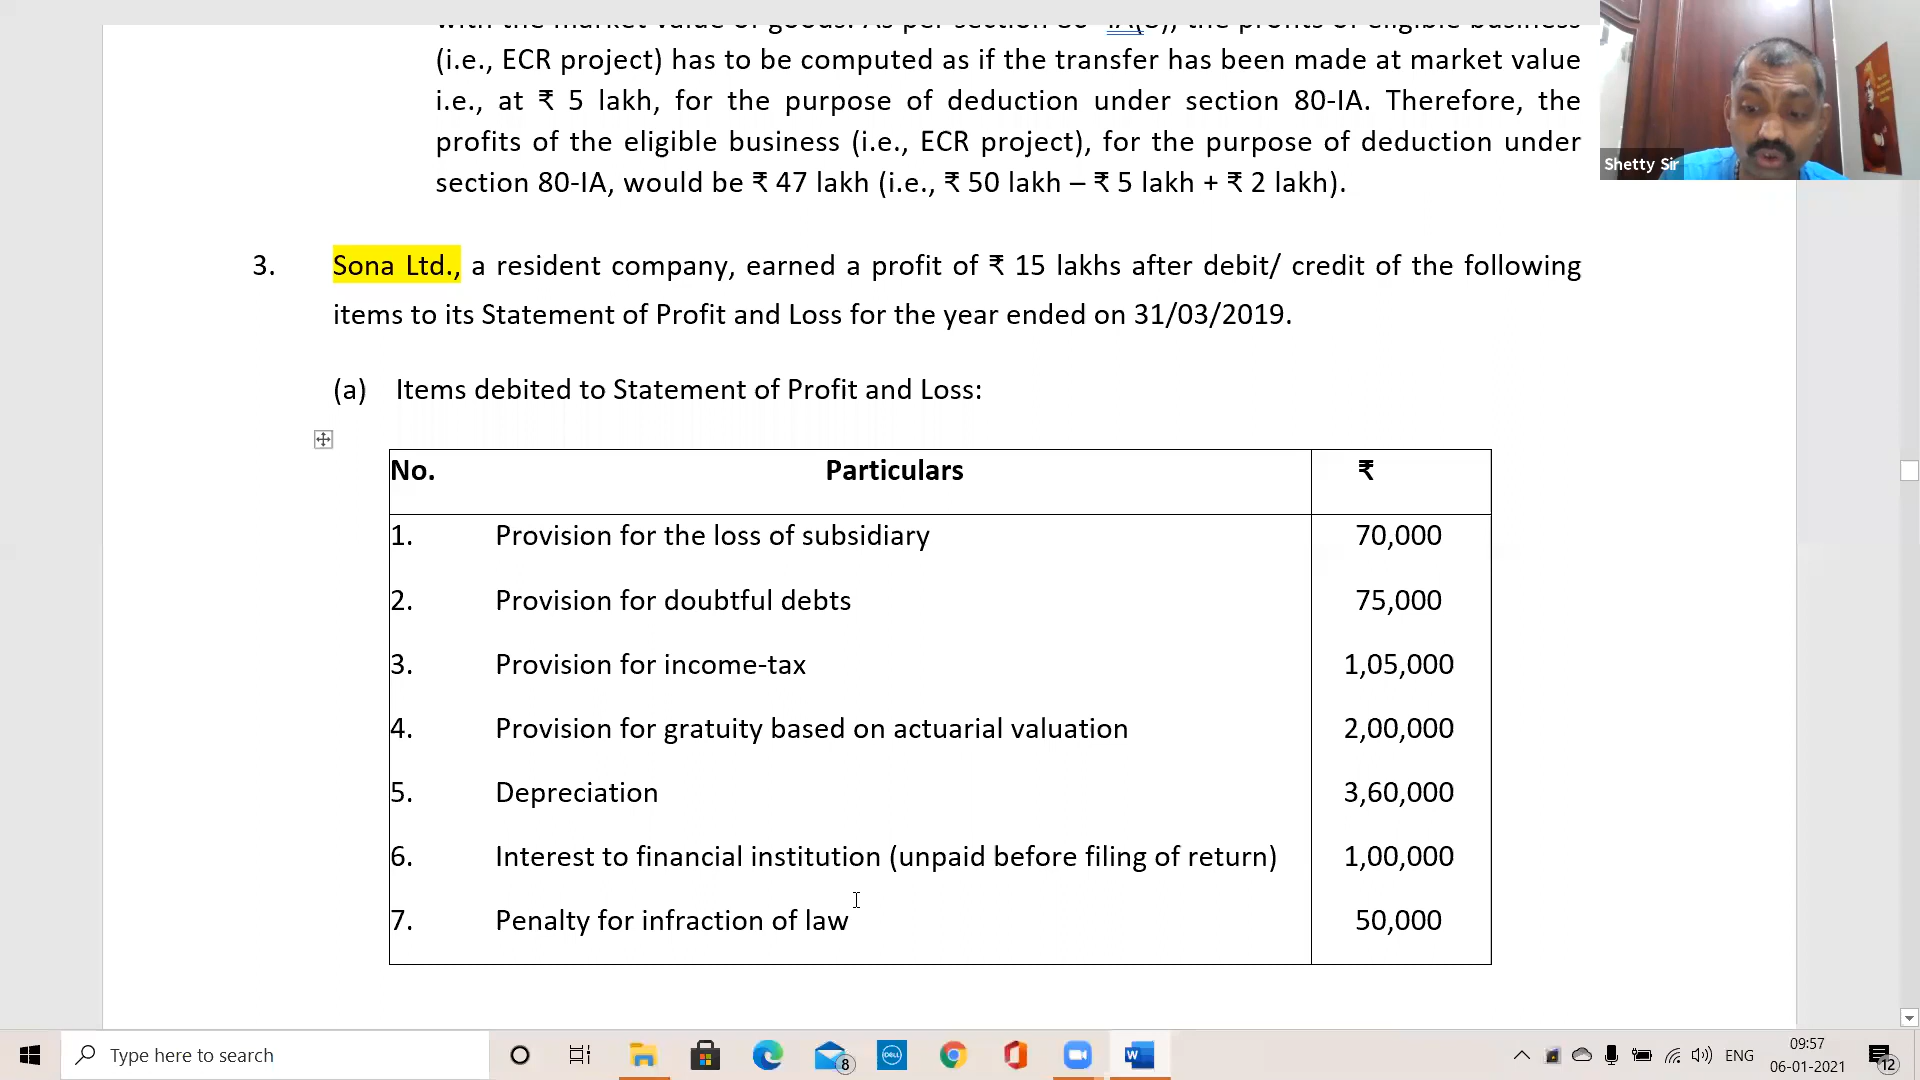 (i.e., ECR project) has to be computed as if the transfer has been made at market value
i.e., at ₹ 5 lakh, for the purpose of deduction under section 80-IA. Therefore, the
profits of the eligible business (i.e., ECR project), for the purpose of deduction under
section 80-IA, would be ₹ 47 lakh (i.e., ₹ 50 lakh – ₹ 5 lakh + ₹ 2 lakh).
Shetty Sir
3. Sona Ltd., a resident company, earned a profit of ₹ 15 lakhs after debit/ credit of the following
items to its Statement of Profit and Loss for the year ended on 31/03/2019.
(a) Items debited to Statement of Profit and Loss:
No. Particulars ₹
1. Provision for the loss of subsidiary 70,000
2. Provision for doubtful debts 75,000
3. Provision for income-tax 1,05,000
4. Provision for gratuity based on actuarial valuation 2,00,000
5. Depreciation 3,60,000
6. Interest to financial institution (unpaid before filing of return) 1,00,000
7. Penalty for infraction of law 50,000
Type here to search
8
DELL
W
ENG
09:57
06-01-2021
12